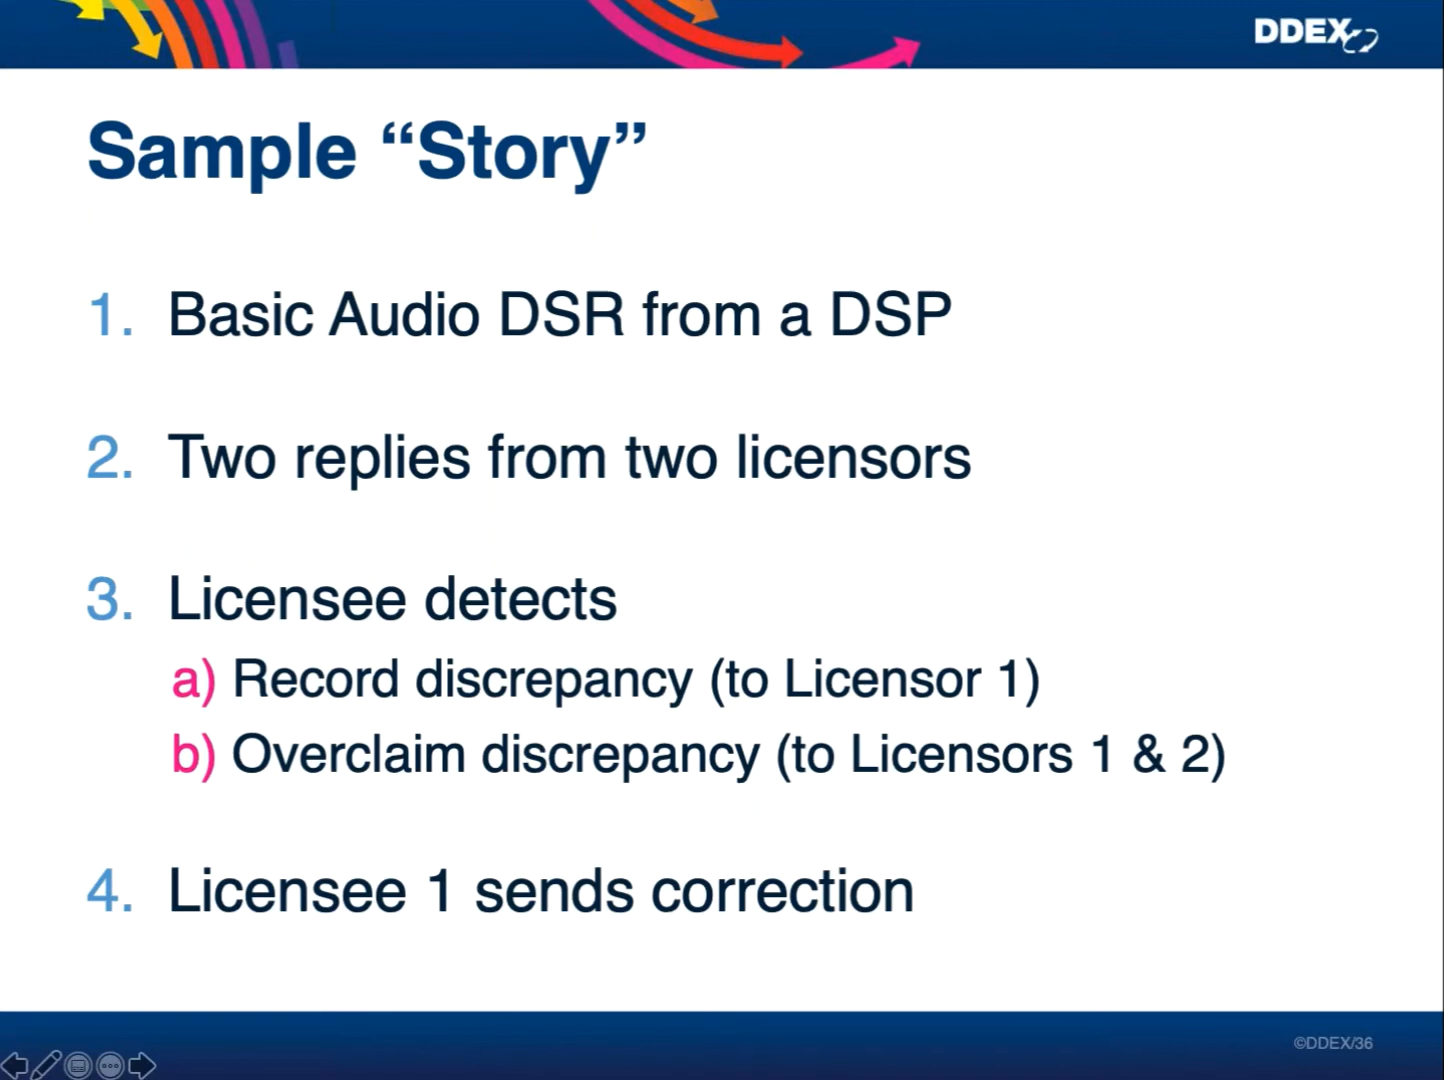 DDEX
Sample “Story”
1. Basic Audio DSR from a DSP
2. Two replies from two licensors
3. Licensee detects
a) Record discrepancy (to Licensor 1)
b) Overclaim discrepancy (to Licensors 1 & 2)
4. Licensee 1 sends correction
©DDEX/36